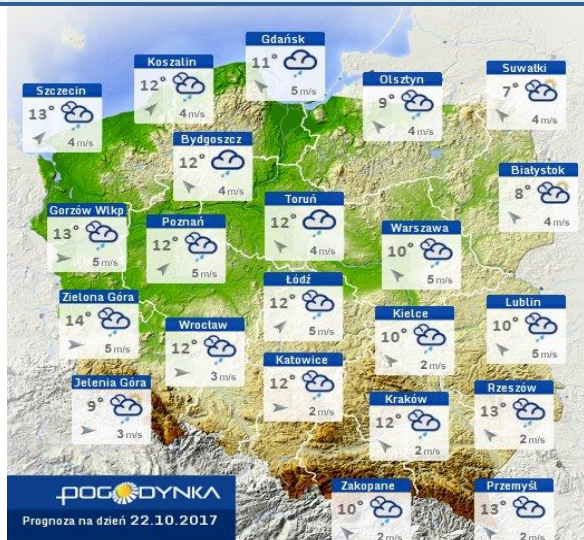 Gdańsk
11°
5 m/s
Koszalin
12°
4 m/s
Suwałki
7°
4 m/s
Olsztyn
9°
4 m/s
Szczecin
13°
4 m/s
Bydgoszcz
12°
4 m/s
Białystok
8°
4 m/s
Toruń
12°
4 m/s
Gorzów Wlkp
13°
5 m/s
Poznań
12°
5 m/s
Warszawa
10°
5 m/s
Łódź
12°
5 m/s
Zielona Góra
14°
5 m/s
Lublin
10°
5 m/s
Kielce
10°
2 m/s
Wrocław
12°
3 m/s
Katowice
12°
2 m/s
Jelenia Góra
9°
3 m/s
Rzeszów
13°
2 m/s
Kraków
12°
2 m/s
Zakopane
10°
2 m/s
Przemyśl
13°
2 m/s
POGODYNKA
Prognoza na dzień 22.10.2017